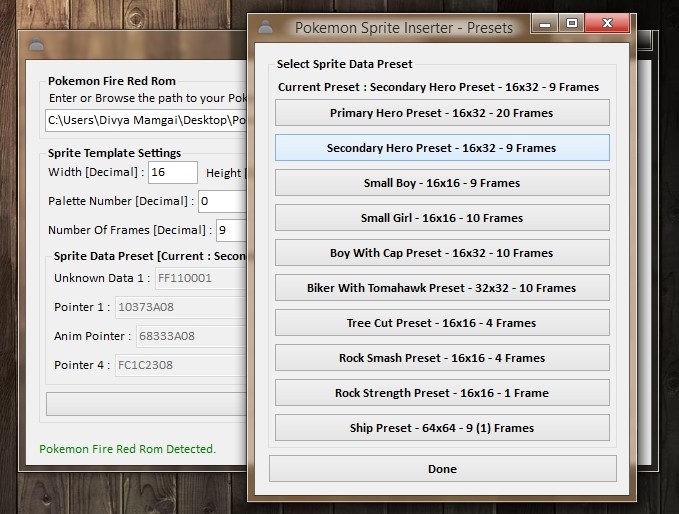 Pokemon Sprite Inserter - Presets
Select Sprite Data Preset
Current Preset : Secondary Hero Preset - 16x32 - 9 Frames
Primary Hero Preset - 16x32 - 20 Frames
Secondary Hero Preset - 16x32 - 9 Frames
Small Boy - 16x16 - 9 Frames
Small Girl - 16x16 - 10 Frames
Boy With Cap Preset - 16x32 - 10 Frames
Biker With Tomahawk Preset - 32x32 - 10 Frames
Tree Cut Preset - 16x16 - 4 Frames
Rock Smash Preset - 16x16 - 4 Frames
Rock Strength Preset - 16x16 - 1 Frame
Ship Preset - 64x64 - 9 (1) Frames
Done
Pokemon Fire Red Rom
Enter or Browse the path to your Pok
C:\Users\Divya Mamgai\Desktop\Po
Sprite Template Settings
Width [Decimal] : 16 Height [
Palette Number [Decimal] : 0
Number Of Frames [Decimal] : 9
Sprite Data Preset [Current : Secon
Unknown Data 1 : FF110001
Pointer 1 : 10373A08
Anim Pointer : 68333A08
Pointer 4 : FC1C2308
Pokemon Fire Red Rom Detected.